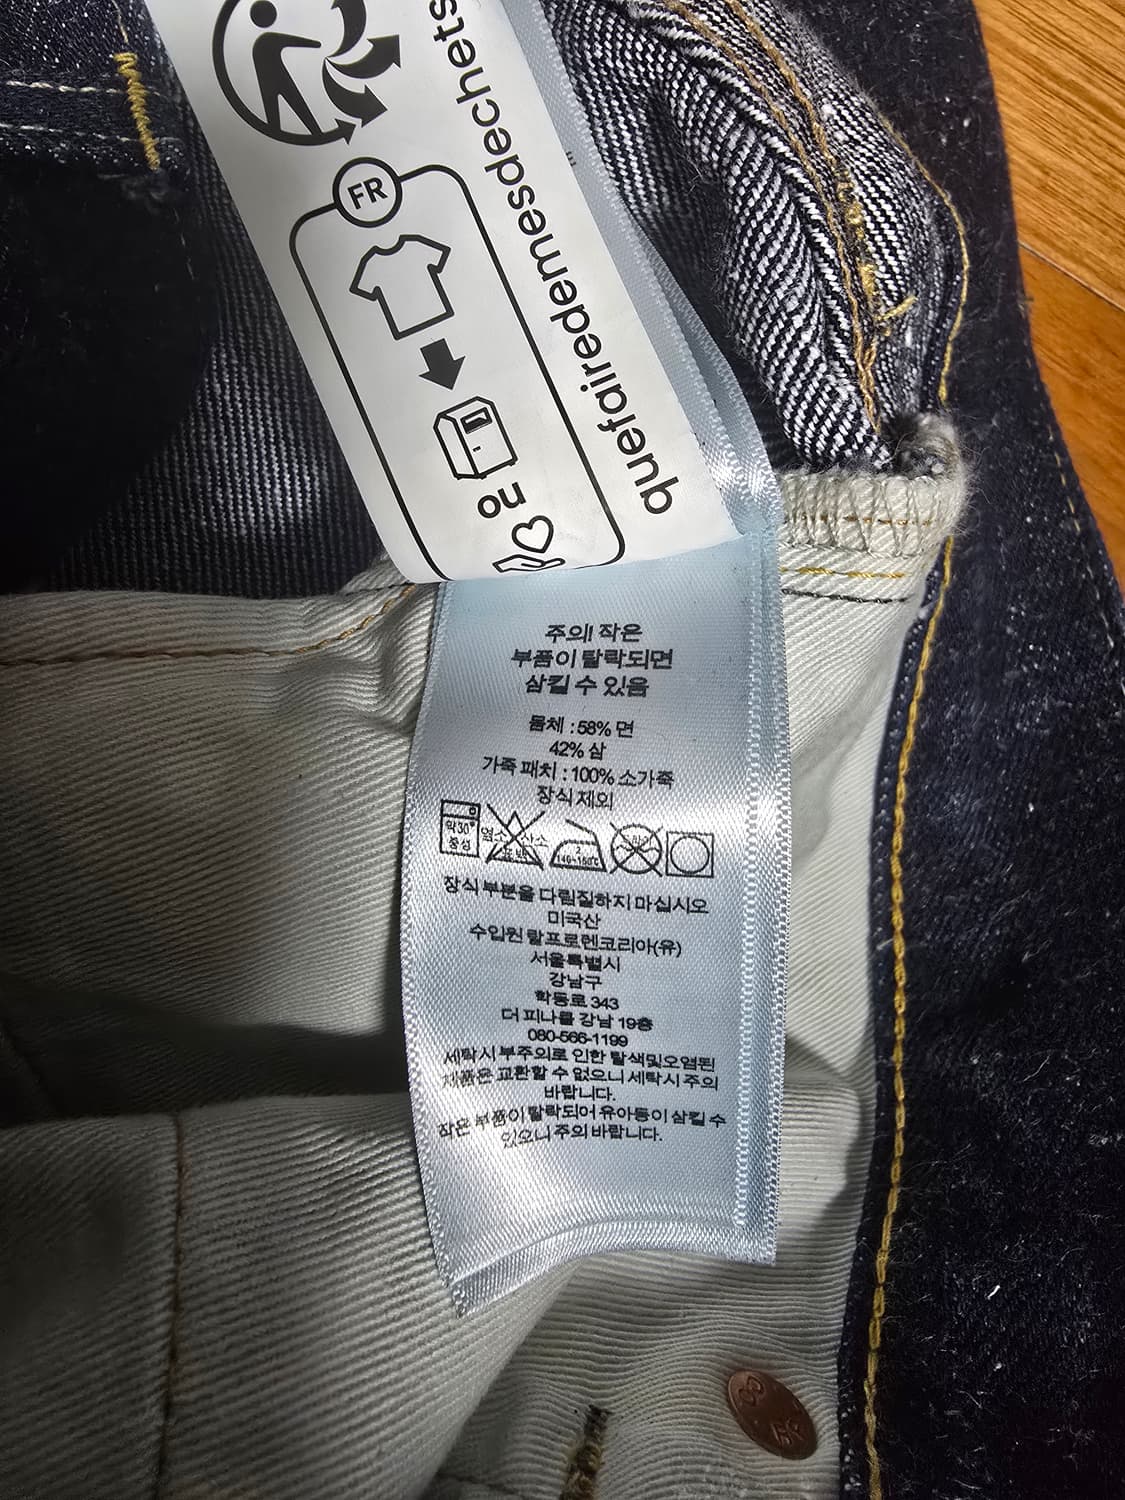 quefairedemesdechets
FR
OU
주의! 작은
부품이 탈락되면
삼킬 수 있음
몸체 : 58% 면
42% 삼
가죽 패치 : 100% 소가죽
장식 제외
약30°
중성
염소 산소
표백
2
140~160℃
장식 부분을 다림질하지 마십시오
미국산
수입원 랄프로렌코리아(유)
서울특별시
강남구
학동로 343
더 피나클 강남 19층
080-566-1199
세탁시 부주의로 인한 탈색및오염된
제품은 교환할 수 없으니 세탁시 주의
바랍니다.
작은 부품이 탈락되어 유아등이 삼킬 수
있으니 주의 바랍니다.